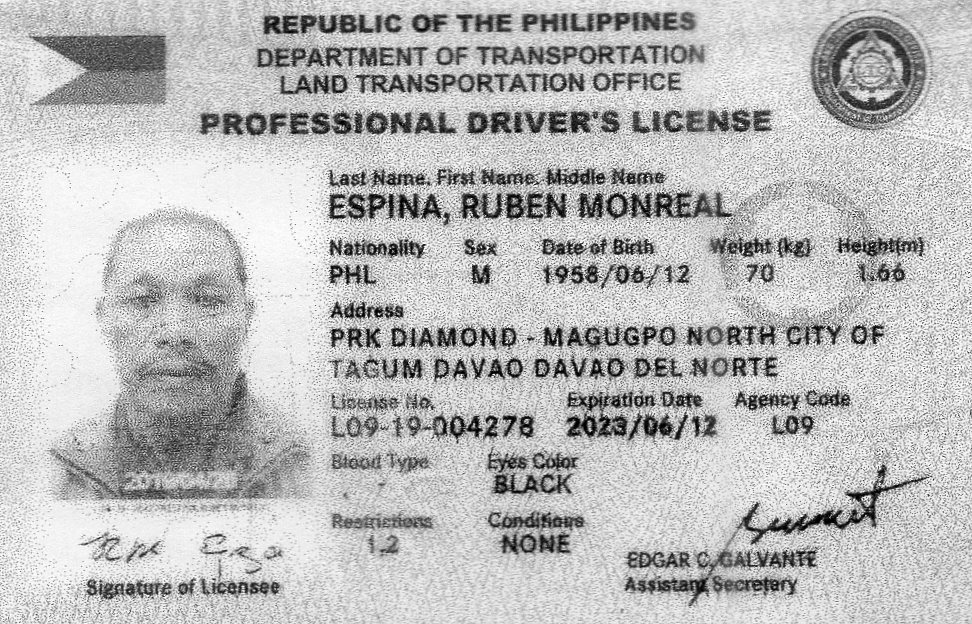 REPUBLIC OF THE PHILIPPINES
DEPARTMENT OF TRANSPORTATION
LAND TRANSPORTATION OFFICE
PROFESSIONAL DRIVER'S LICENSE
Last Name, First Name, Middle Name
ESPINA, RUBEN MONREAL
Nationality Sex Date of Birth Weight (kg) Height(m)
PHL M 1958/06/12 70 1.66
Address
PRK DIAMOND - MAGUGPO NORTH CITY OF
TAGUM DAVAO DAVAO DEL NORTE
License No. Expiration Date Agency Code
L09-19-004278 2023/06/12 L09
Blood Type Eyes Color
BLACK
Restrictions Conditions
1,2 NONE
EDGAR C. GALVANTE
Assistant Secretary
Signature of Licensee